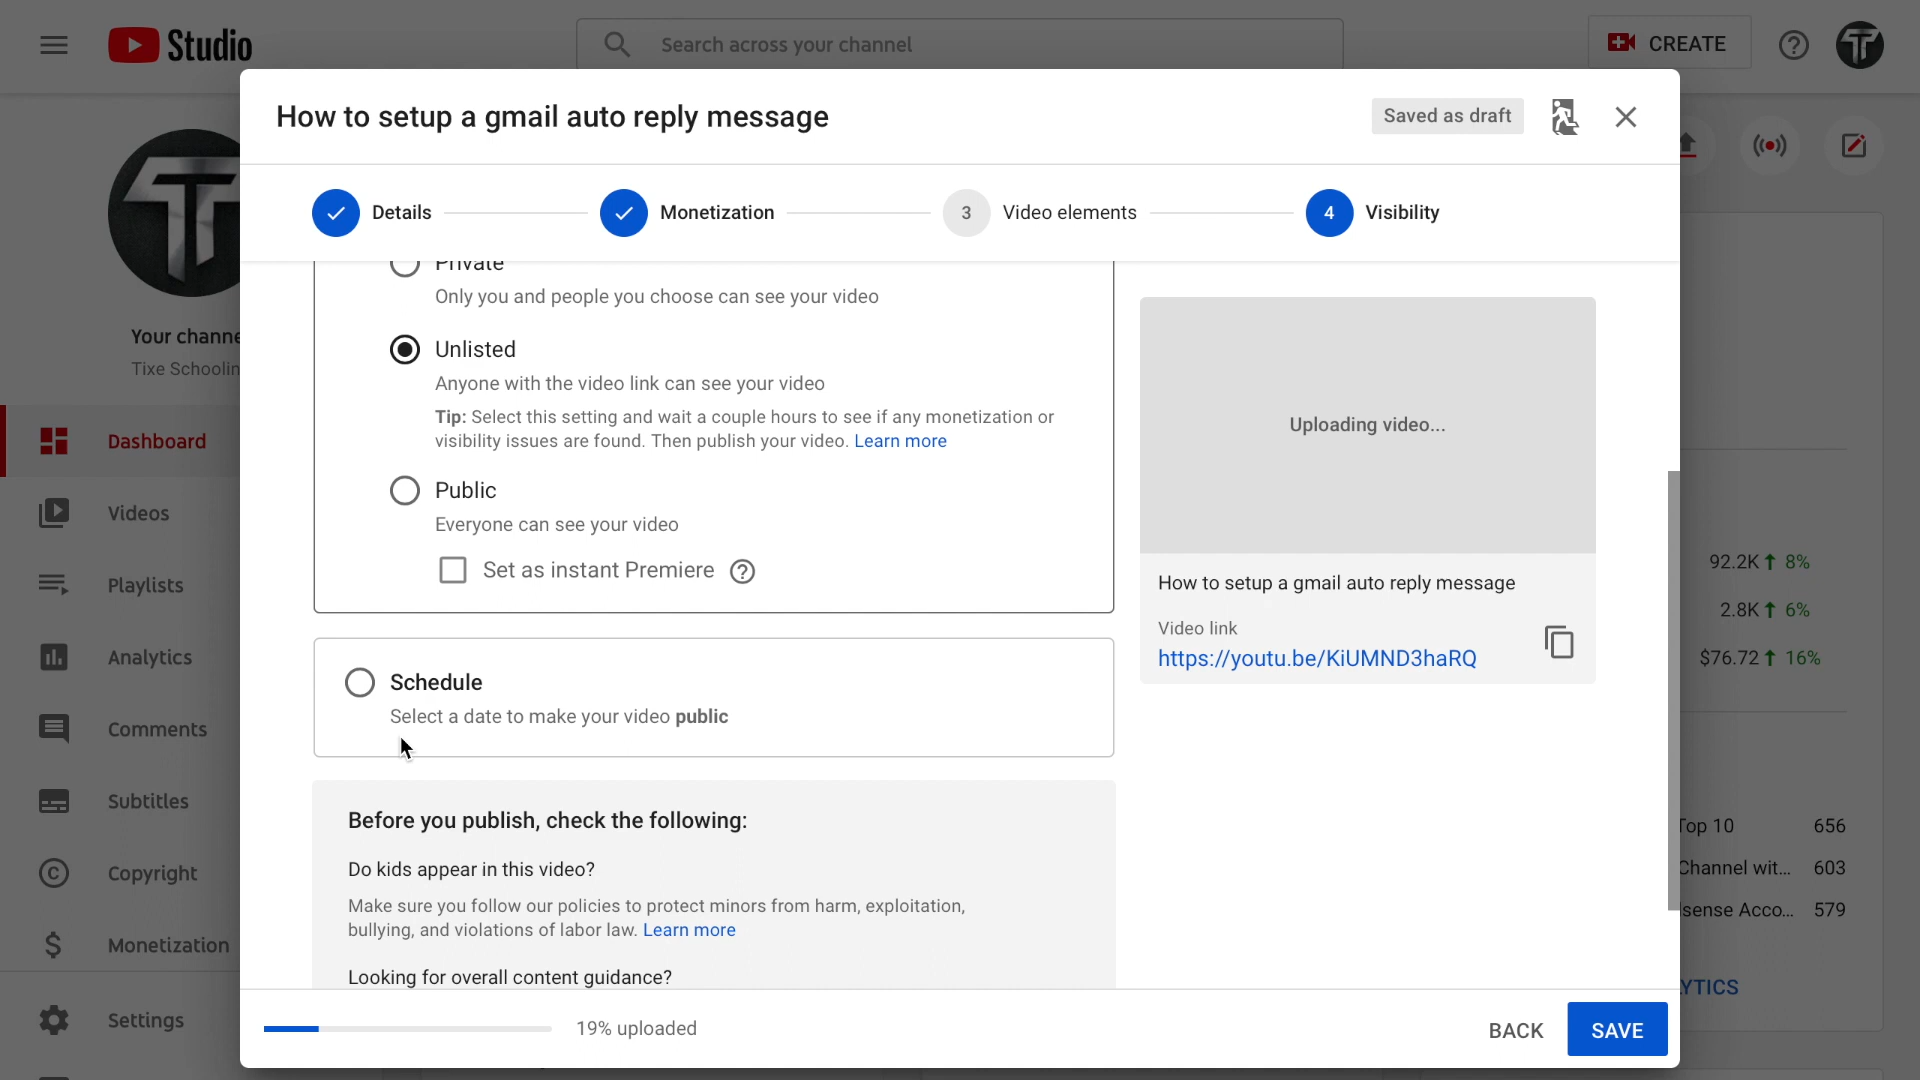 Studio
Search across your channel
CREATE
How to setup a gmail auto reply message
Saved as draft
Details
Monetization
3
Video elements
4
Visibility
Private
Only you and people you choose can see your video
Unlisted
Anyone with the video link can see your video
Tip: Select this setting and wait a couple hours to see if any monetization or
visibility issues are found. Then publish your video. Learn more
Public
Everyone can see your video
Set as instant Premiere
Schedule
Select a date to make your video public
Before you publish, check the following:
Do kids appear in this video?
Make sure you follow our policies to protect minors from harm, exploitation,
bullying, and violations of labor law. Learn more
Looking for overall content guidance?
Uploading video...
How to setup a gmail auto reply message
Video link
https://youtu.be/KiUMND3haRQ
19% uploaded
BACK
SAVE
Your channe
Tixe Schoolin
Dashboard
Videos
Playlists
Analytics
Comments
Subtitles
Copyright
Monetization
Settings
92.2K 8%
2.8K 6%
$76.72 16%
Top 10 656
Channel wit... 603
Isense Acco... 579
YTICS